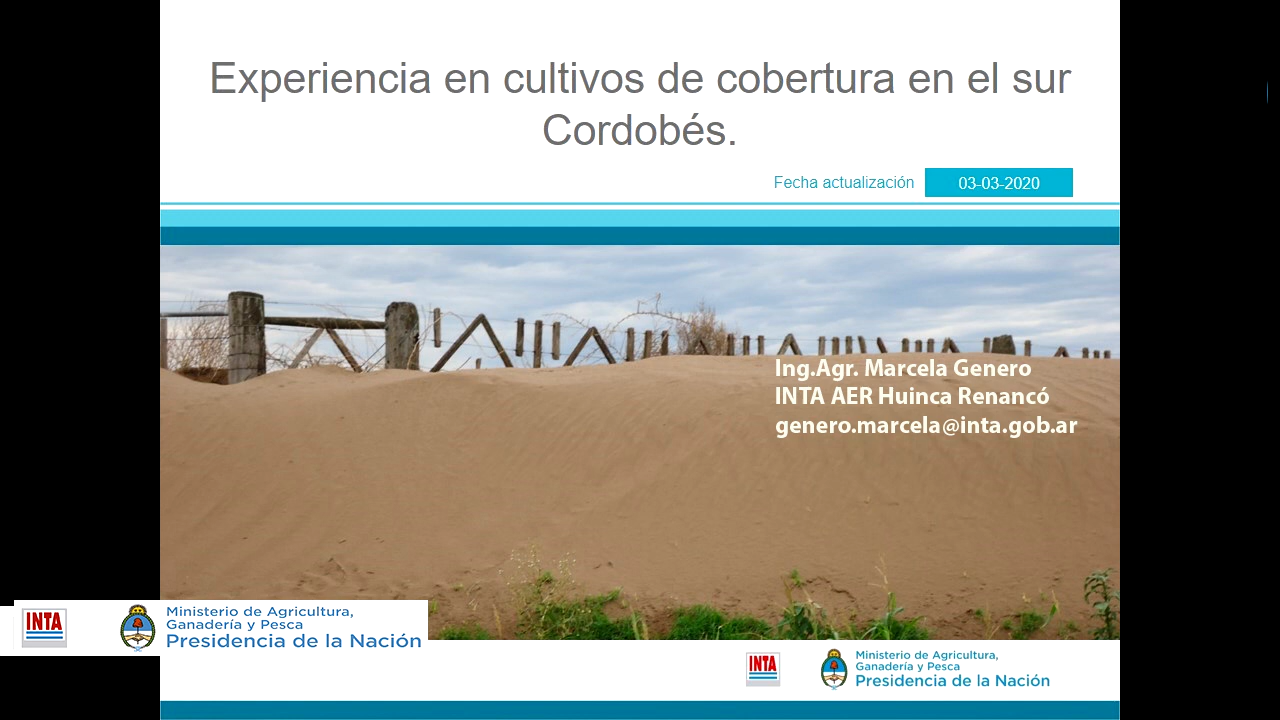 Experiencia en cultivos de cobertura en el sur
Cordobés.
Fecha actualización
03-03-2020
Ing.Agr. Marcela Genero
INTA AER Huinca Renancó
genero.marcela@inta.gob.ar
INTA
Ministerio de Agricultura,
Ganadería y Pesca
Presidencia de la Nación
INTA
Ministerio de Agricultura,
Ganadería y Pesca
Presidencia de la Nación